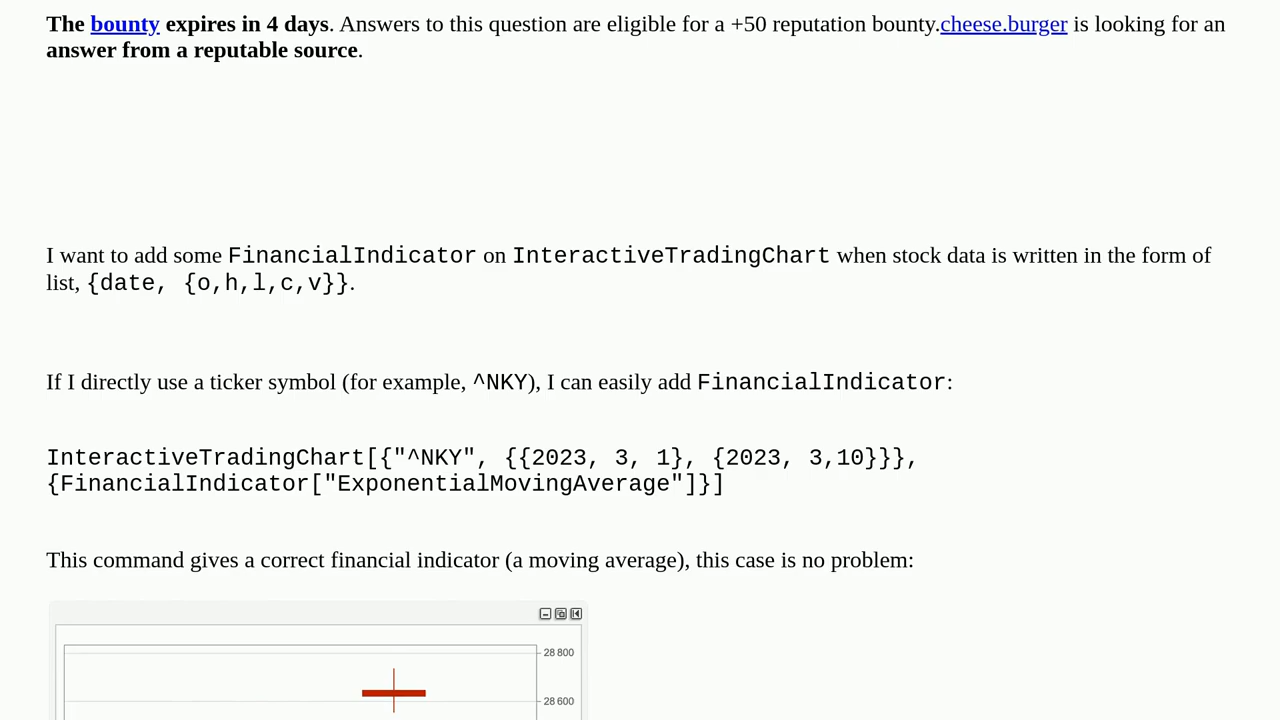 The bounty expires in 4 days. Answers to this question are eligible for a +50 reputation bounty.cheese.burger is looking for an
answer from a reputable source.
I want to add some FinancialIndicator on InteractiveTradingChart when stock data is written in the form of
list, {date, {o,h,l,c,v}}.
If I directly use a ticker symbol (for example, ^NKY), I can easily add FinancialIndicator:
InteractiveTradingChart[{"^NKY", {{2023, 3, 1}, {2023, 3,10}}},
{FinancialIndicator["ExponentialMovingAverage"]}]
This command gives a correct financial indicator (a moving average), this case is no problem:
28 800
28 600